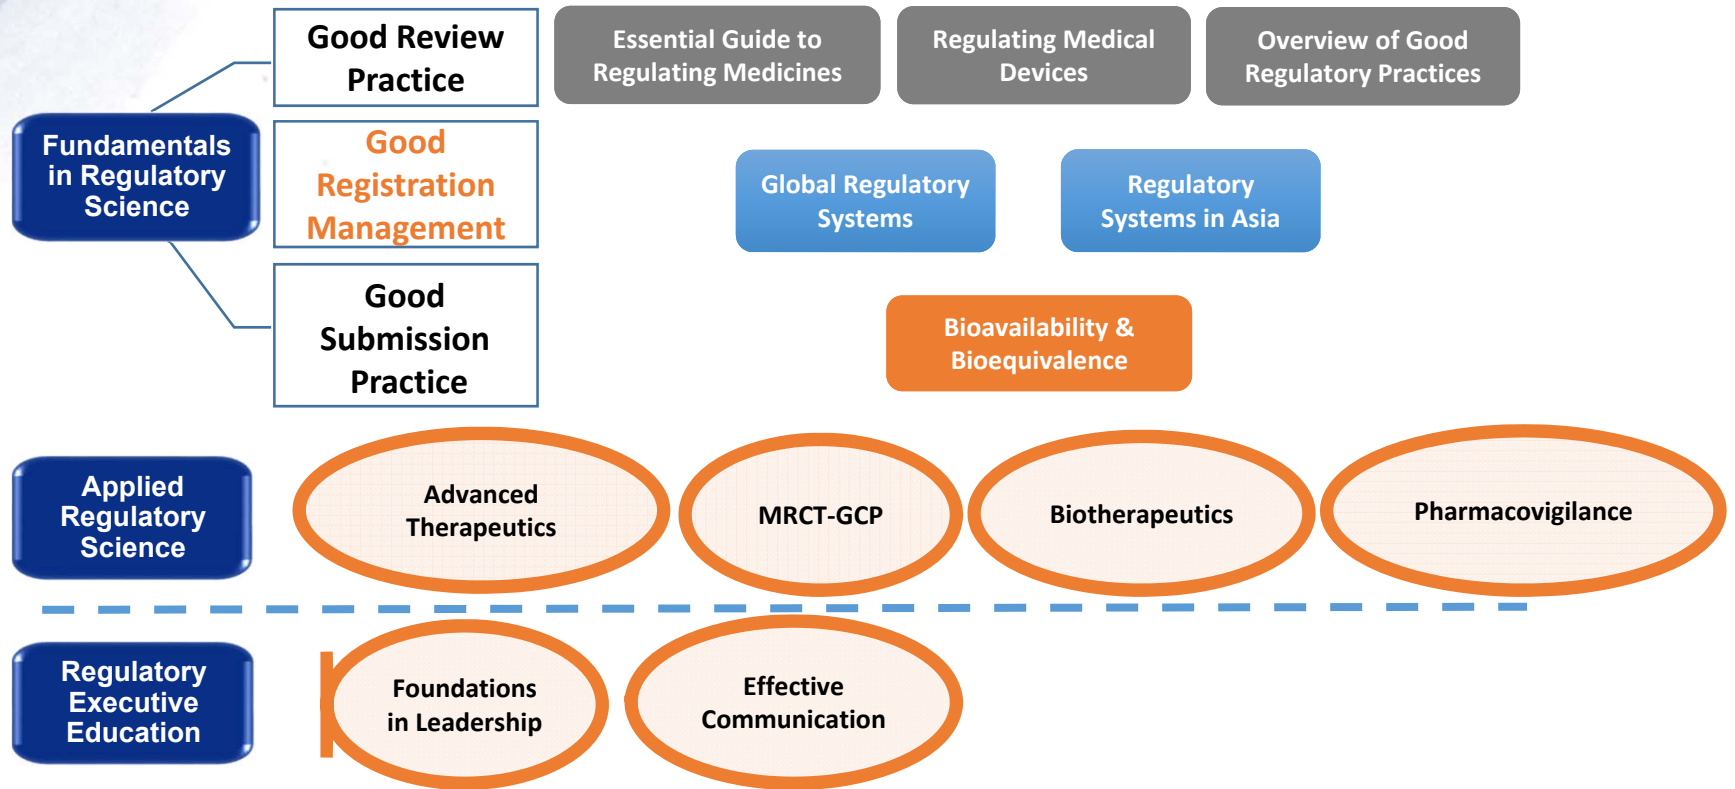 Fundamentals
in Regulatory
Science
Good Review
Practice
Good
Registration
Management
Good
Submission
Practice
Essential Guide to
Regulating Medicines
Regulating Medical
Devices
Overview of Good
Regulatory Practices
Global Regulatory
Systems
Regulatory
Systems in Asia
Bioavailability &
Bioequivalence
Applied
Regulatory
Science
Advanced
Therapeutics
MRCT-GCP
Biotherapeutics
Pharmacovigilance
Regulatory
Executive
Education
Foundations
in Leadership
Effective
Communication